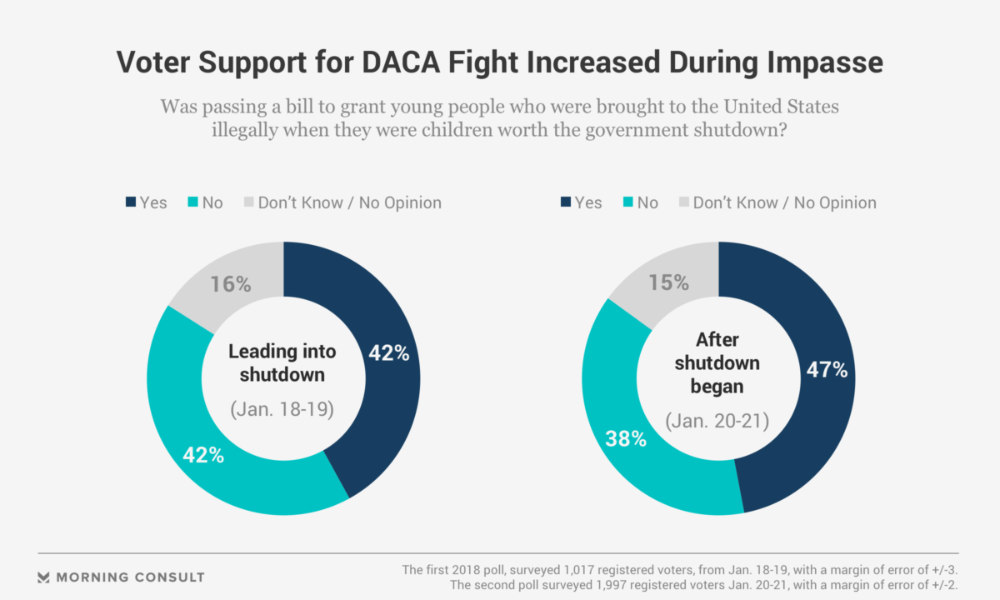 Voter Support for DACA Fight Increased During Impasse
Was passing a bill to grant young people who were brought to the United States
illegally when they were children worth the government shutdown?
Yes No Don't Know / No Opinion
16%
42%
42%
Leading into
shutdown
(Jan. 18-19)
Yes No Don't Know / No Opinion
15%
47%
38%
After
shutdown
began
(Jan. 20-21)
MORNING CONSULT
The first 2018 poll, surveyed 1,017 registered voters, from Jan. 18-19, with a margin of error of +/-3.
The second poll surveyed 1,997 registered voters Jan. 20-21, with a margin of error of +/-2.